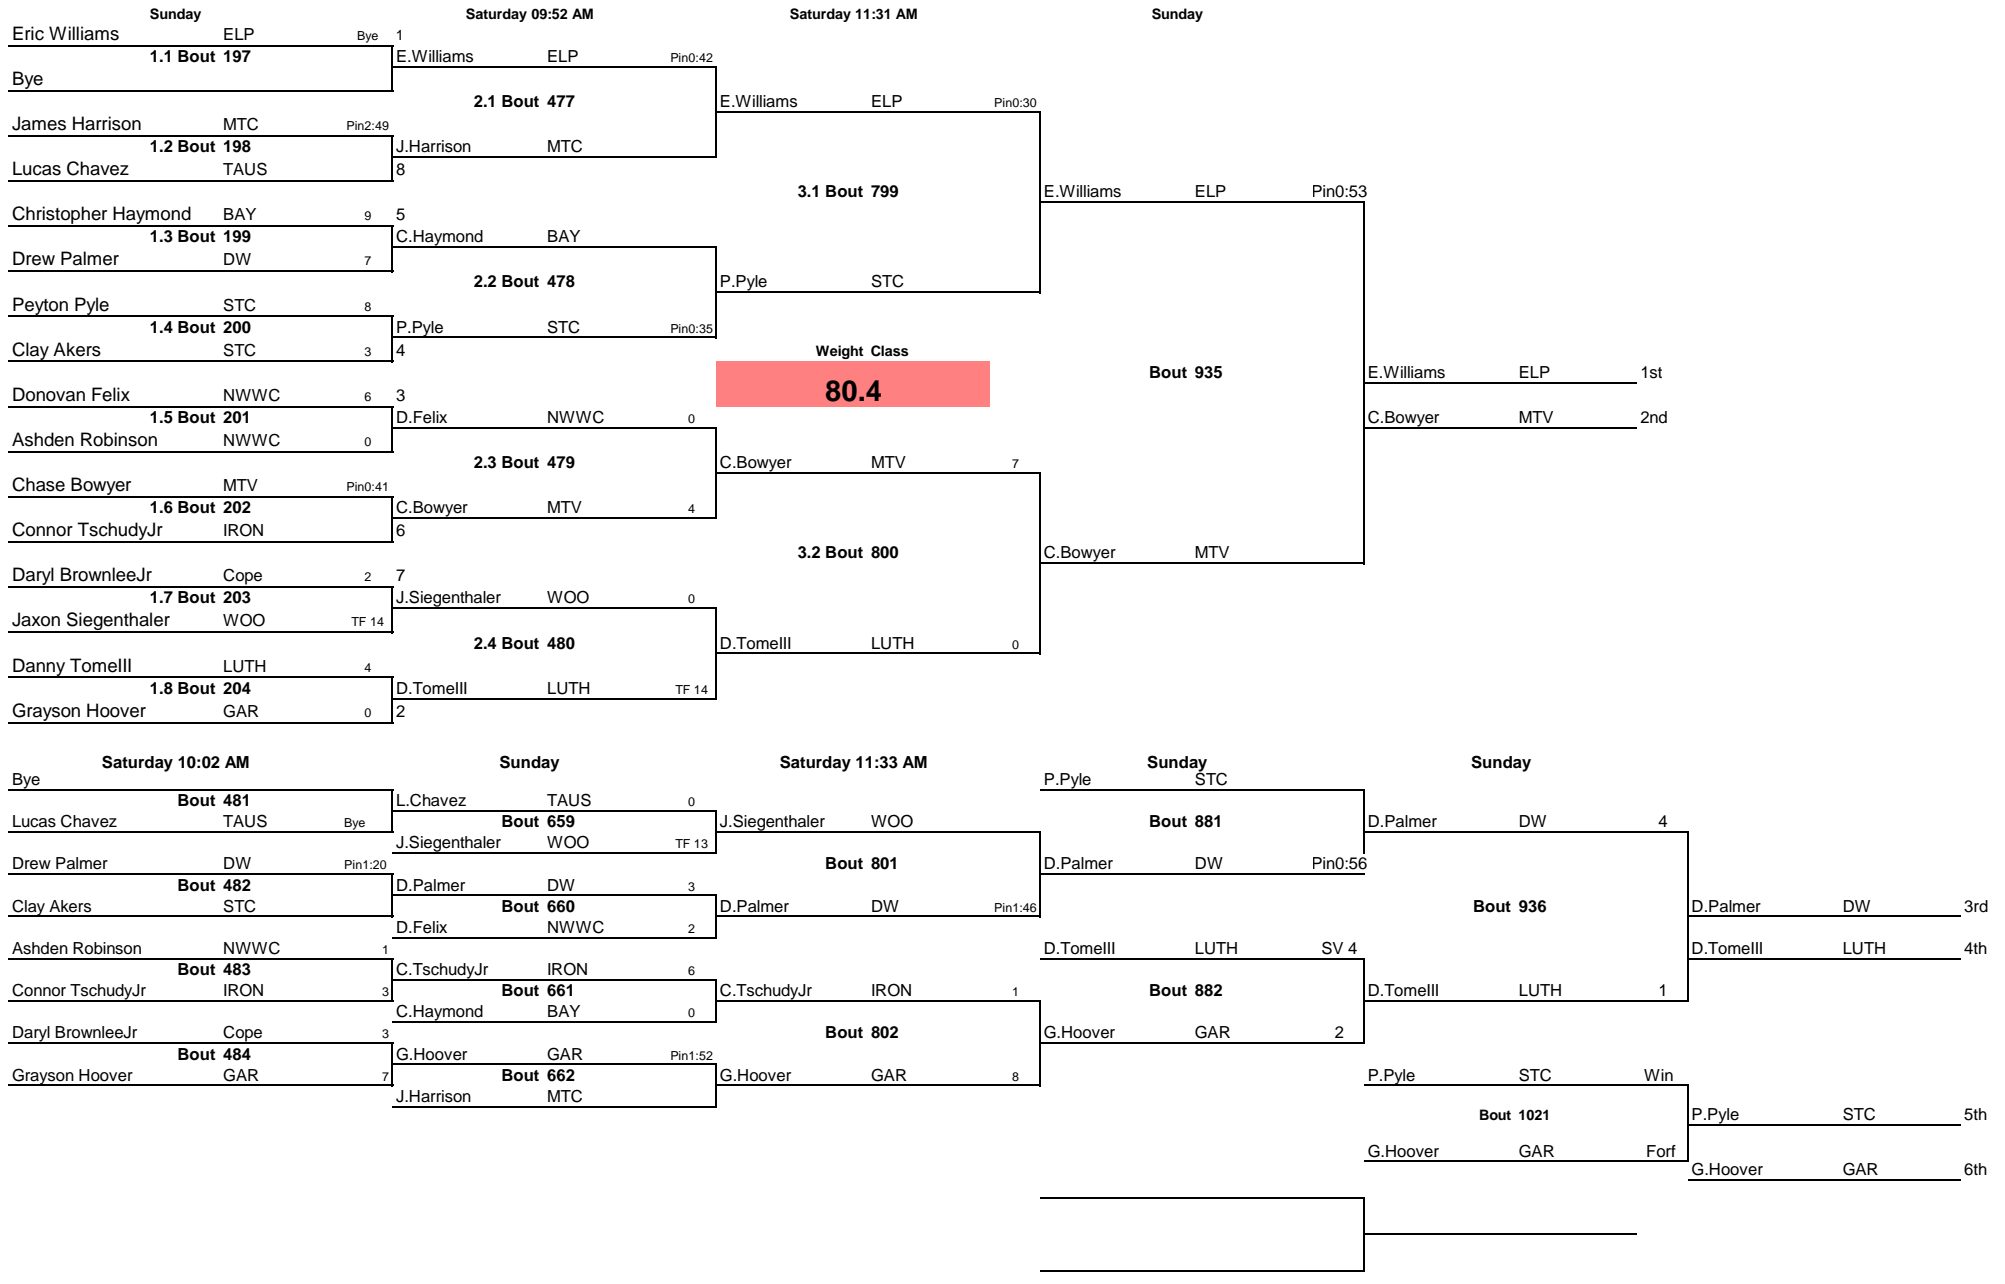 Sunday Saturday 09:52 AM Saturday 11:31 AM Sunday
Eric Williams ELP Bye 1
1.1 Bout 197 E.Williams ELP Pin0:42
Bye
2.1 Bout 477 E.Williams ELP Pin0:30
James Harrison MTC Pin2:49
1.2 Bout 198 J.Harrison MTC
Lucas Chavez TAUS 8
3.1 Bout 799 E.Williams ELP Pin0:53
Christopher Haymond BAY 9 5
1.3 Bout 199 C.Haymond BAY
Drew Palmer DW 7
2.2 Bout 478 P.Pyle STC
Peyton Pyle STC 8
1.4 Bout 200 P.Pyle STC Pin0:35
Clay Akers STC 3 4 Weight Class
Bout 935 E.Williams ELP 1st
Donovan Felix NWWC 6 3 80.4
1.5 Bout 201 D.Felix NWWC 0 C.Bowyer MTV 2nd
Ashden Robinson NWWC 0
2.3 Bout 479 C.Bowyer MTV 7
Chase Bowyer MTV Pin0:41
1.6 Bout 202 C.Bowyer MTV 4
Connor TschudyJr IRON 6
3.2 Bout 800 C.Bowyer MTV
Daryl BrownleeJr Cope 2 7
1.7 Bout 203 J.Siegenthaler WOO 0
Jaxon Siegenthaler WOO TF 14
2.4 Bout 480 D.TomeIII LUTH 0
Danny TomeIII LUTH 4
1.8 Bout 204 D.TomeIII LUTH TF 14
Grayson Hoover GAR 0 2
Saturday 10:02 AM Sunday Saturday 11:33 AM Sunday Sunday
Bye P.Pyle STC
Bout 481 L.Chavez TAUS 0
Lucas Chavez TAUS Bye Bout 659 J.Siegenthaler WOO Bout 881 D.Palmer DW 4
J.Siegenthaler WOO TF 13
Drew Palmer DW Pin1:20 Bout 801 D.Palmer DW Pin0:56
Bout 482 D.Palmer DW 3
Clay Akers STC Bout 660 D.Palmer DW Pin1:46 Bout 936 D.Palmer DW 3rd
D.Felix NWWC 2
Ashden Robinson NWWC 1 D.TomeIII LUTH SV 4 D.TomeIII LUTH 4th
Bout 483 C.TschudyJr IRON 6
Connor TschudyJr IRON 3 Bout 661 C.TschudyJr IRON 1 Bout 882 D.TomeIII LUTH 1
C.Haymond BAY 0
Daryl BrownleeJr Cope 3 Bout 802 G.Hoover GAR 2
Bout 484 G.Hoover GAR Pin1:52
Grayson Hoover GAR 7 Bout 662 G.Hoover GAR 8 P.Pyle STC Win
J.Harrison MTC
Bout 1021 P.Pyle STC 5th
G.Hoover GAR Forf
G.Hoover GAR 6th